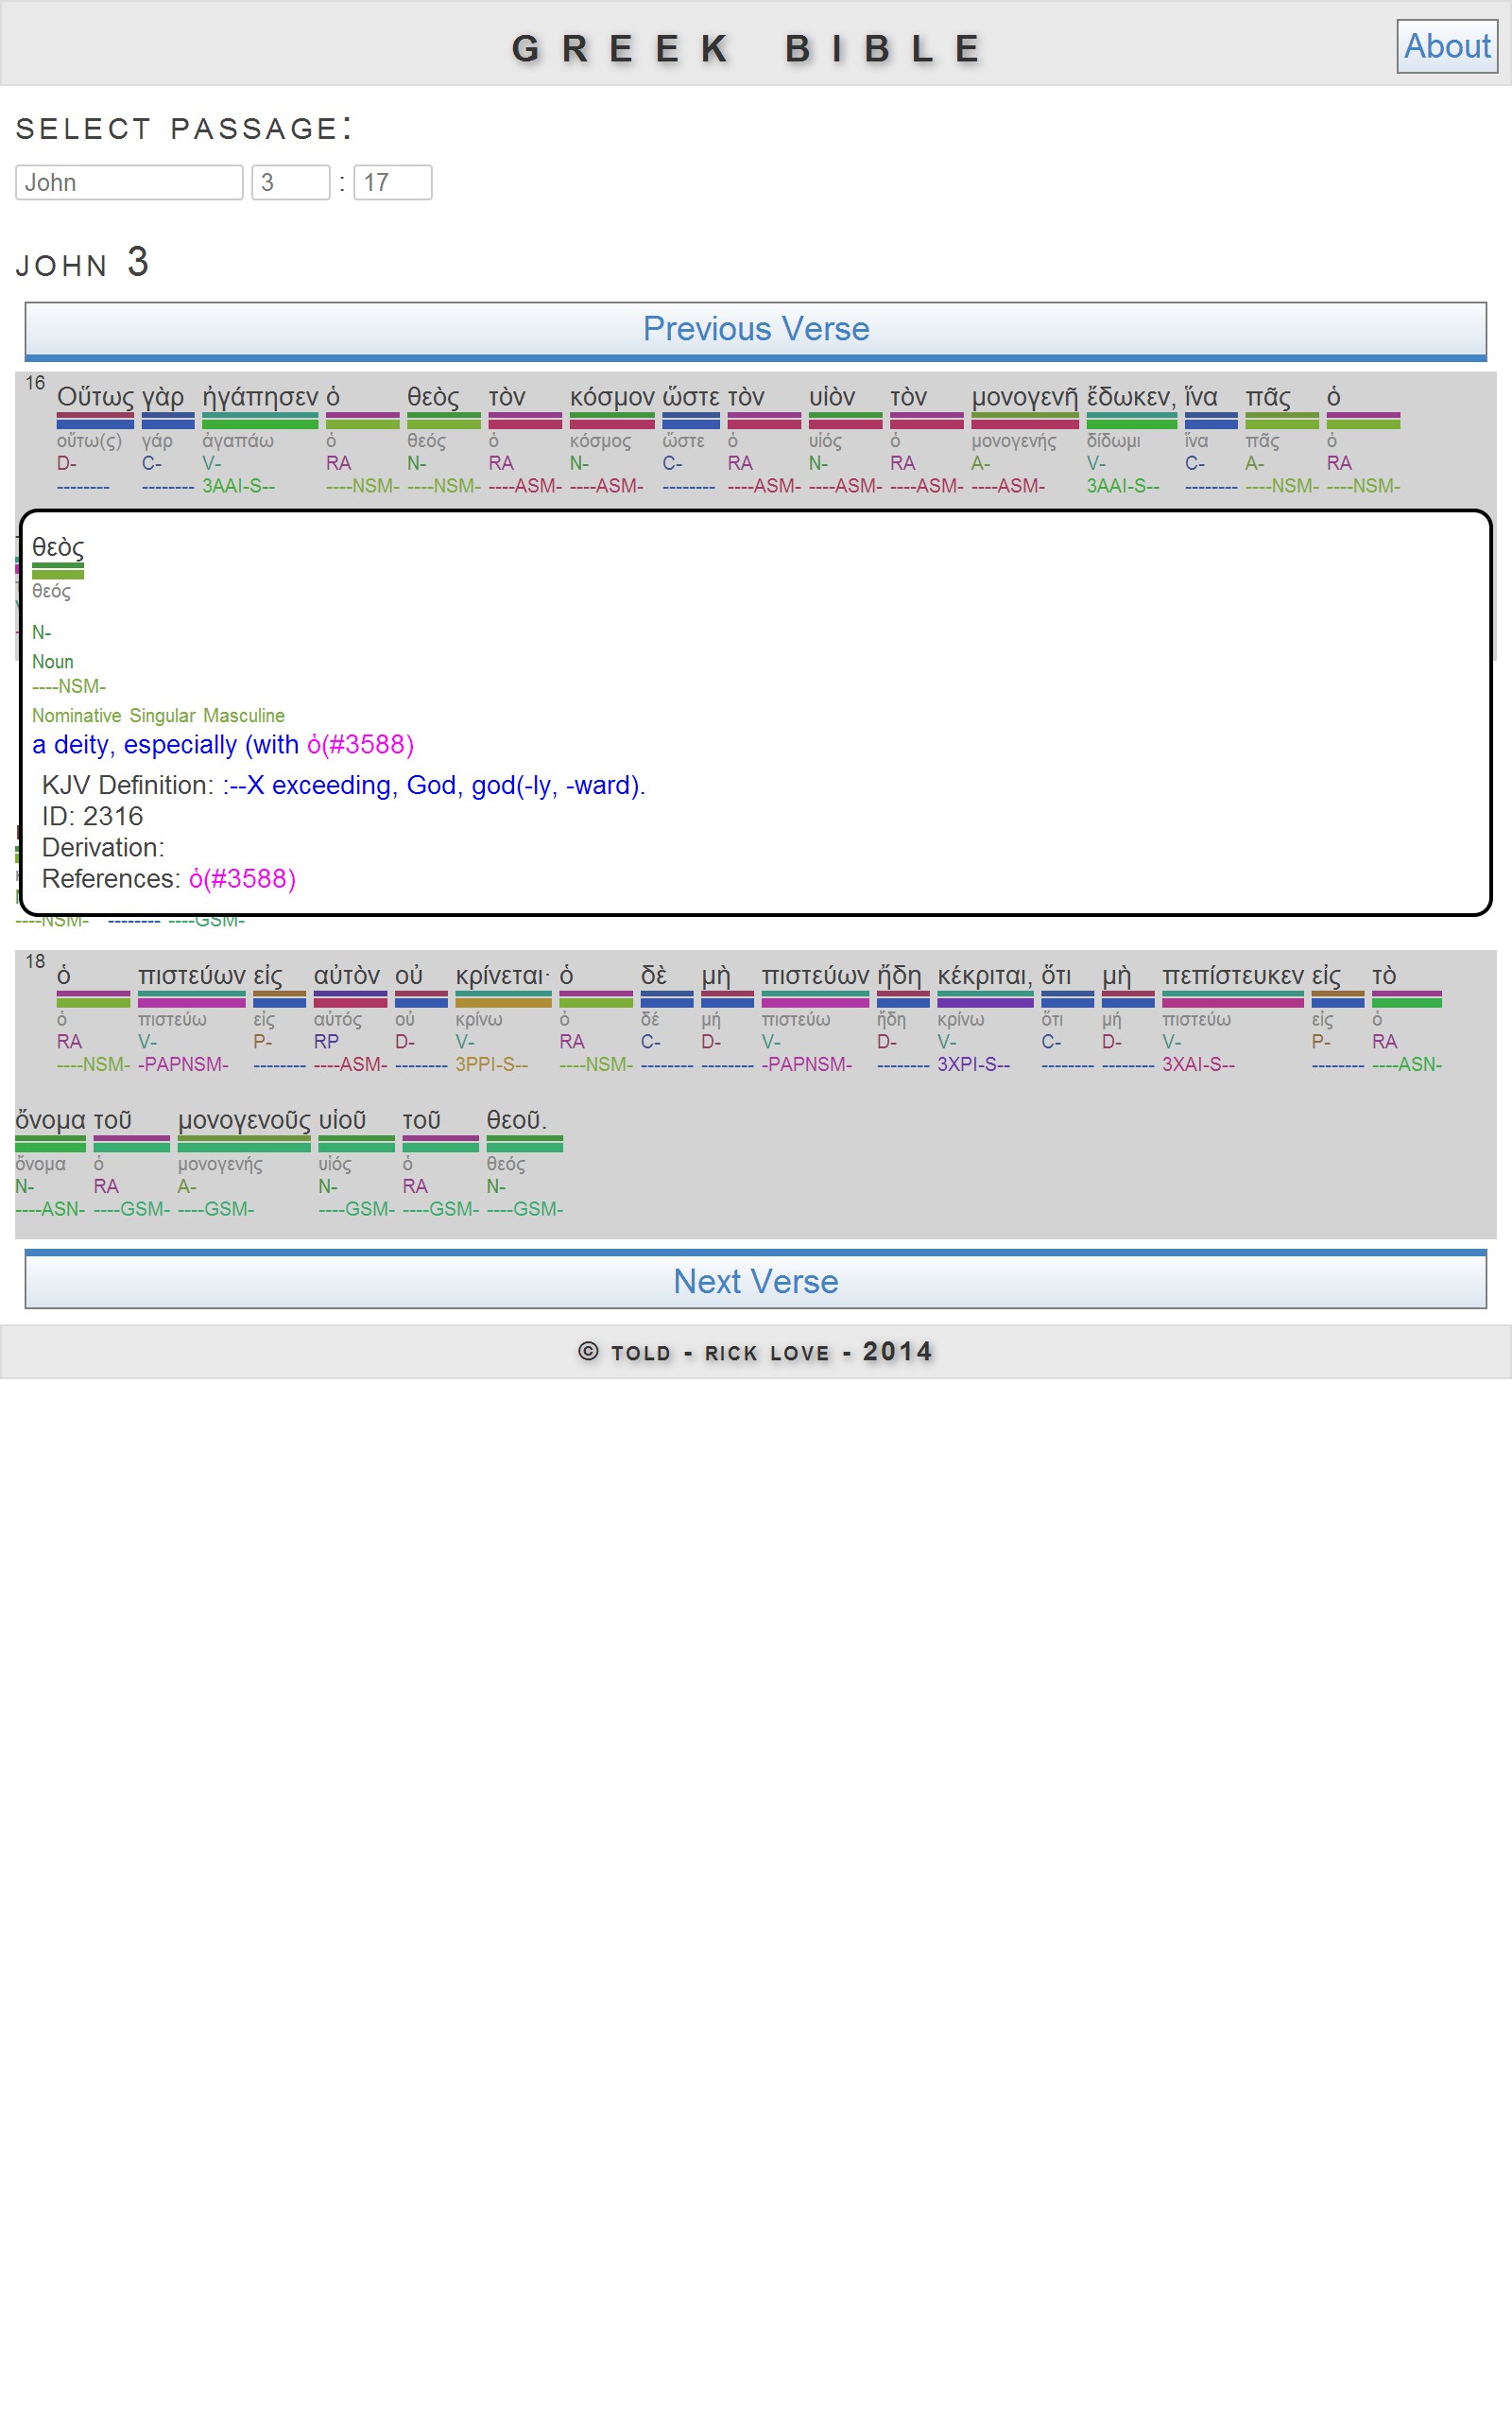 GREEK BIBLE
About
SELECT PASSAGE:
John 3 : 17
JOHN 3
Previous Verse
16 Οὕτως γὰρ ἠγάπησεν ὁ θεὸς τὸν κόσμον ὥστε τὸν υἱὸν τὸν μονογενῆ ἔδωκεν, ἵνα πᾶς ὁ
οὕτω(ς) γάρ ἀγαπάω ὁ θεός ὁ κόσμος ὥστε ὁ υἱός ὁ μονογενής δίδωμι ἵνα πᾶς ὁ
D- C- V- RA N- RA N- C- RA N- RA A- V- C- A- RA
-------- -------- 3AAI-S-- ----NSM- ----NSM- ----ASM- ----ASM- -------- ----ASM- ----ASM- ----ASM- ----ASM- 3AAI-S-- -------- ----NSM- ----NSM-
θεὸς
θεός
N-
Noun
----NSM-
Nominative Singular Masculine
a deity, especially (with ὁ(#3588)
KJV Definition: :--X exceeding, God, god(-ly, -ward).
ID: 2316
Derivation:
References: ὁ(#3588)
----NSM- -------- ----GSM-
18 ὁ πιστεύων εἰς αὐτὸν οὐ κρίνεται· ὁ δὲ μὴ πιστεύων ἤδη κέκριται, ὅτι μὴ πεπίστευκεν εἰς τὸ
ὁ πιστεύω εἰς αὐτός οὐ κρίνω ὁ δέ μή πιστεύω ἤδη κρίνω ὅτι μή πιστεύω εἰς ὁ
RA V- P- RP D- V- RA C- D- V- D- V- C- D- V- P- RA
----NSM- -PAPNSM- -------- ----ASM- -------- 3PPI-S-- ----NSM- -------- -------- -PAPNSM- -------- 3XPI-S-- -------- -------- 3XAI-S-- -------- ----ASN-
ὄνομα τοῦ μονογενοῦς υἱοῦ τοῦ θεοῦ.
ὄνομα ὁ μονογενής υἱός ὁ θεός
N- RA A- N- RA N-
----ASN- ----GSM- ----GSM- ----GSM- ----GSM- ----GSM-
Next Verse
© TOLD - RICK LOVE - 2014